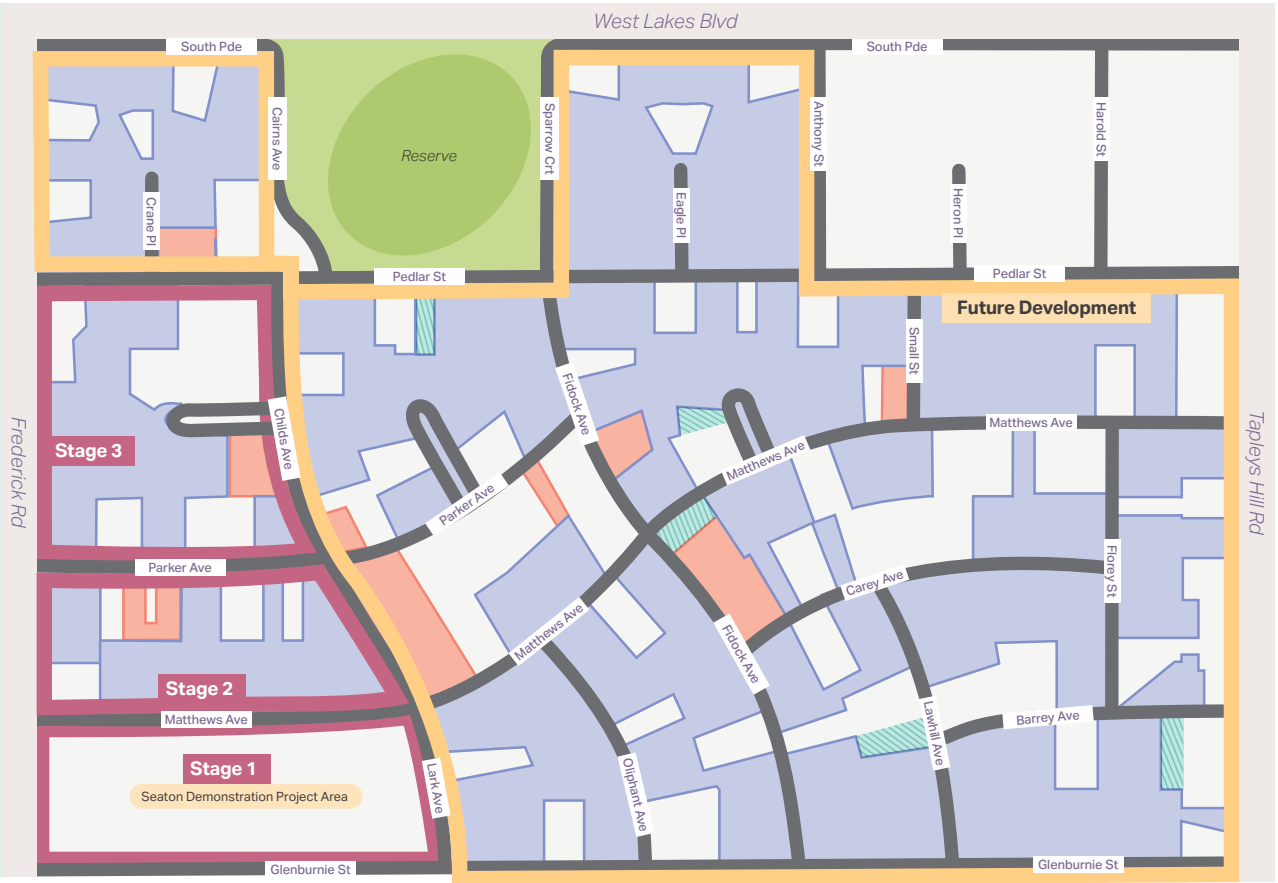 West Lakes Blvd
South Pde
South Pde
Cairns Ave
Sparrow Crt
Anthony St
Harold St
Reserve
Crane Pl
Eagle Pl
Heron Pl
Pedlar St
Pedlar St
Future Development
Small St
Fidock Ave
Frederick Rd
Tapleys Hill Rd
Childs Ave
Matthews Ave
Stage 3
Matthews Ave
Parker Ave
Parker Ave
Florey St
Carey Ave
Matthews Ave
Fidock Ave
Stage 2
Matthews Ave
Barrey Ave
Lawhill Ave
Stage 1
Seaton Demonstration Project Area
Lark Ave
Oliphant Ave
Glenburnie St
Glenburnie St